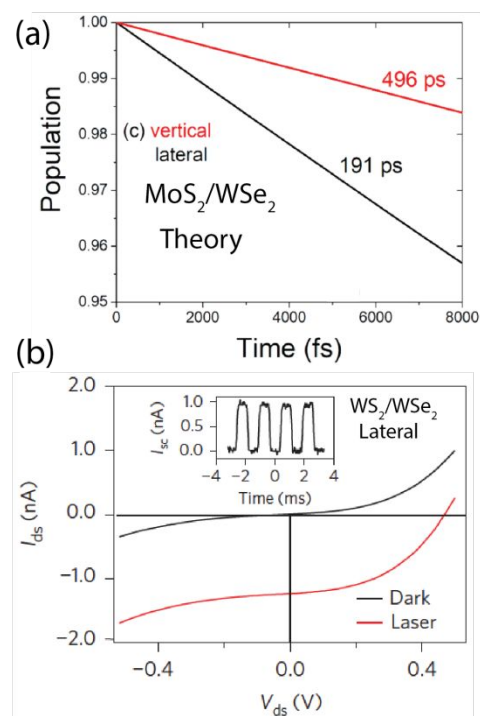 (a)
1.00
0.99
0.98
0.97
0.96
0.95
Population
496 ps
(c) vertical
lateral
191 ps
MoS₂/WSe₂
Theory
0 2000 4000 6000 8000
Time (fs)
(b)
2.0
1.0
0.0
−1.0
−2.0
I_ds (nA)
1.0
0.5
0.0
I_sc (nA)
−4 −2 0 2 4
Time (ms)
WS₂/WSe₂
Lateral
Dark
Laser
−0.4 0.0 0.4
V_ds (V)